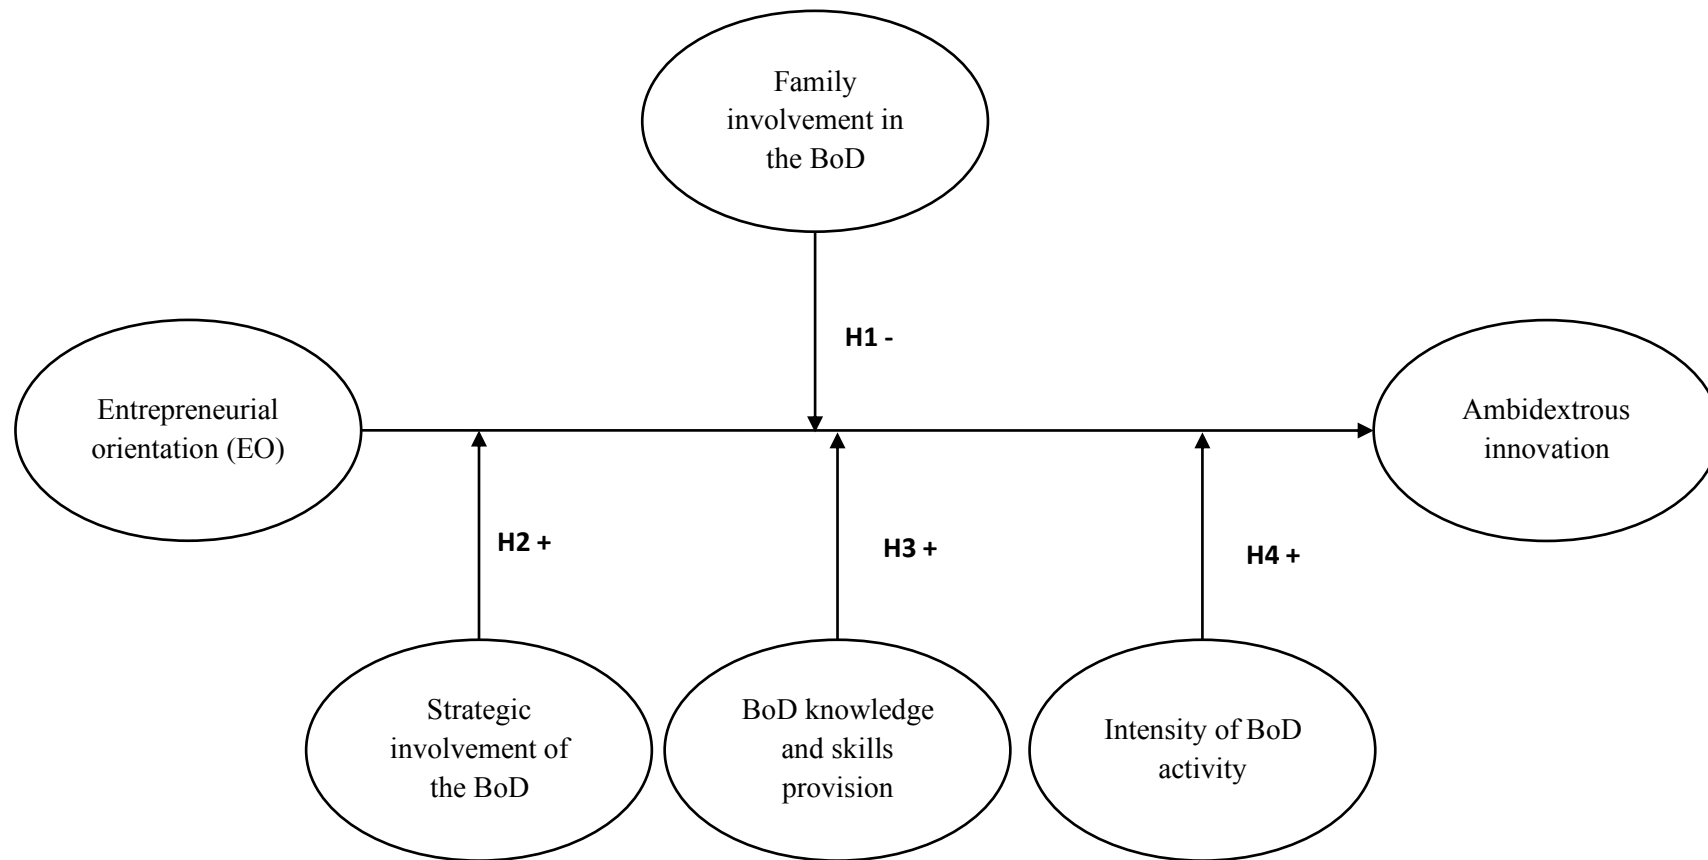 Family
involvement in
the BoD
H1 -
Entrepreneurial
orientation (EO)
Ambidextrous
innovation
H2 +
H3 +
H4 +
Strategic
involvement of
the BoD
BoD knowledge
and skills
provision
Intensity of BoD
activity